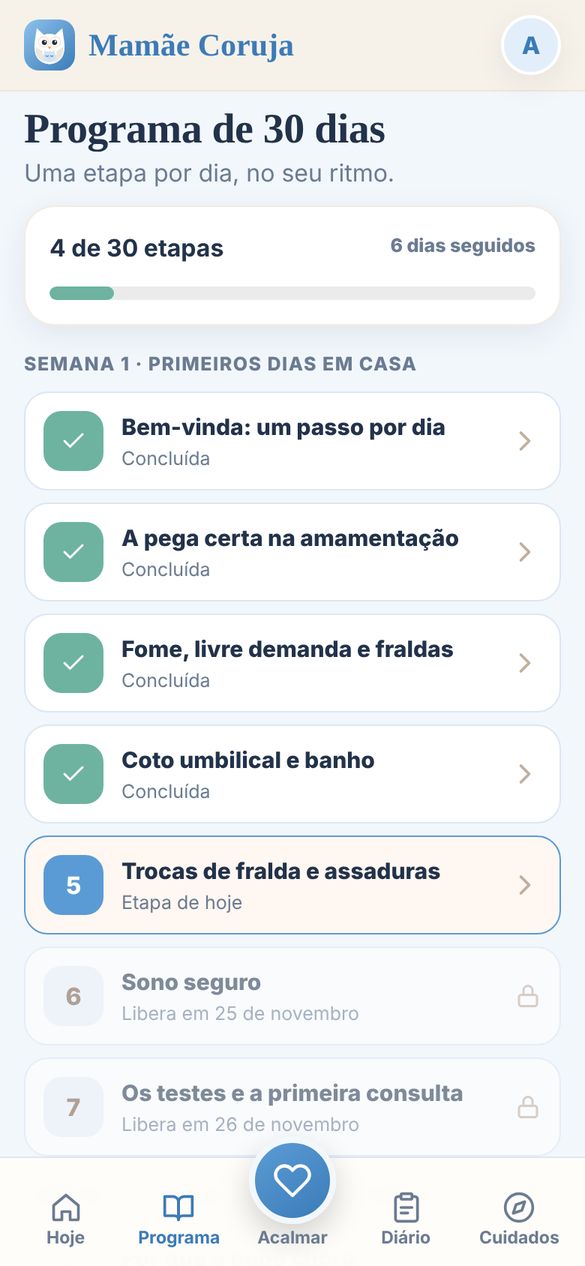 Mamãe Coruja
A
Programa de 30 dias
Uma etapa por dia, no seu ritmo.
4 de 30 etapas
6 dias seguidos
SEMANA 1 · PRIMEIROS DIAS EM CASA
Bem-vinda: um passo por dia
Concluída
A pega certa na amamentação
Concluída
Fome, livre demanda e fraldas
Concluída
Coto umbilical e banho
Concluída
5
Trocas de fralda e assaduras
Etapa de hoje
6
Sono seguro
Libera em 25 de novembro
7
Os testes e a primeira consulta
Libera em 26 de novembro
Hoje
Programa
Acalmar
Diário
Cuidados